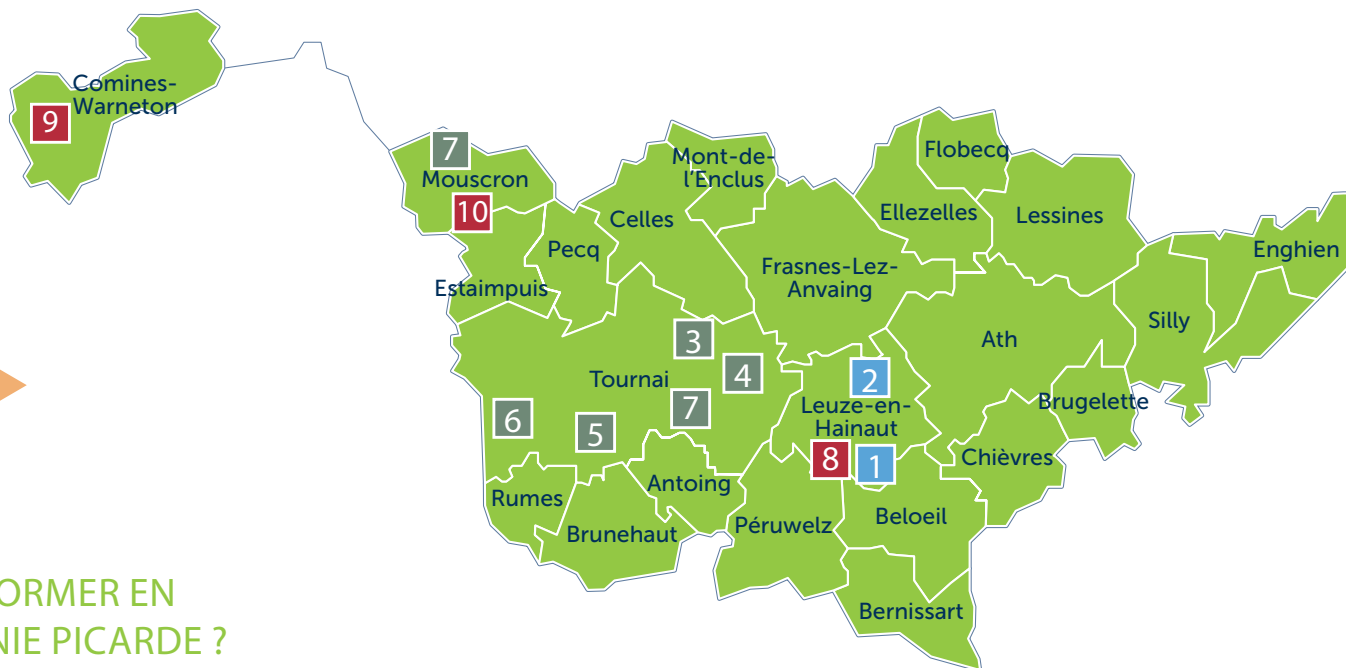 Comines-
Warneton
9
7
Mouscron
10
Mont-de-
l'Enclus
Flobecq
Celles
Ellezelles
Lessines
Pecq
Enghien
Frasnes-Lez-
Anvaing
Estaimpuis
Silly
3
Ath
4
Tournai
2
7
Leuze-en-
Hainaut
Brugelette
6
5
8
1
Chièvres
Antoing
Rumes
Péruwelz
Beloeil
Brunehaut
Bernissart
ORMER EN
NIE PICARDE ?